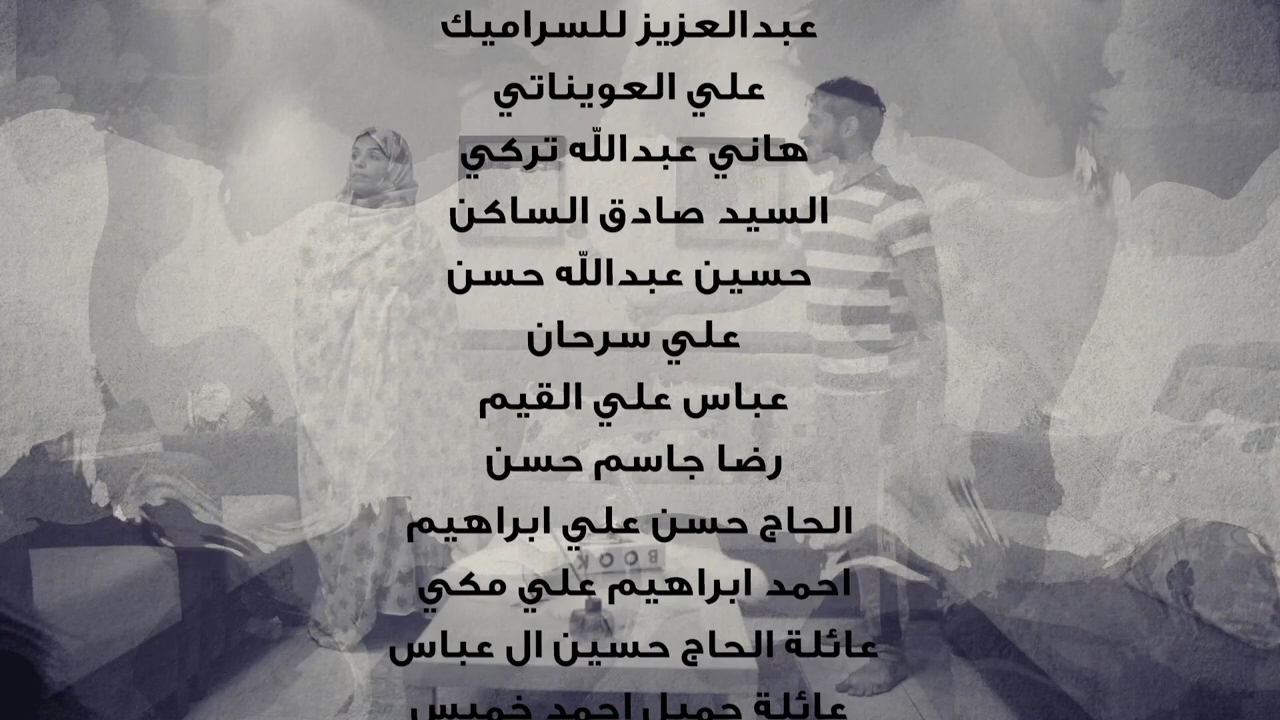 عبدالعزيز للسراميك
علي العويناتي
هاني عبدالله تركي
السيد صادق الساكن
حسين عبدالله حسن
علي سرحان
عباس علي القيم
رضا جاسم حسن
الحاج حسن علي ابراهيم
BOOK
احمد ابراهيم علي مكي
عائلة الحاج حسين ال عباس
عائلة جميل احمد خميس